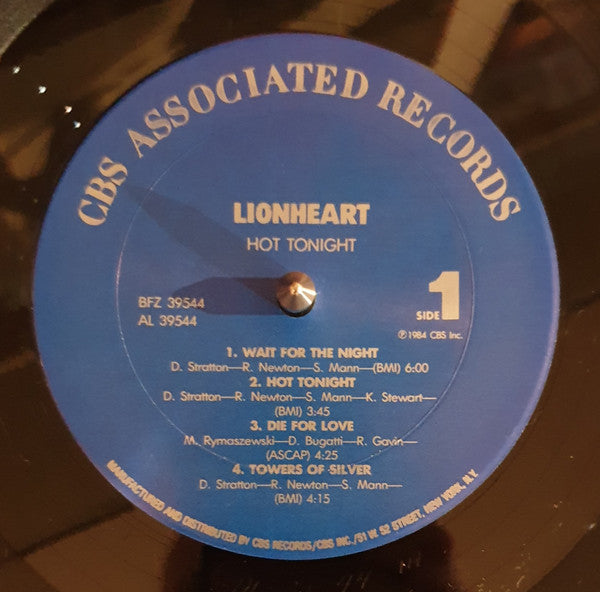 CBS ASSOCIATED RECORDS
LIONHEART
HOT TONIGHT
BFZ 39544
AL 39544
SIDE 1
℗1984 CBS Inc.
1. WAIT FOR THE NIGHT
D. Stratton—R. Newton—S. Mann—(BMI) 6:00
2. HOT TONIGHT
D. Stratton—R. Newton—S. Mann—K. Stewart—
(BMI) 3:45
3. DIE FOR LOVE
M. Rymaszewski—D. Bugatti—R. Gavin—
(ASCAP) 4:25
4. TOWERS OF SILVER
D. Stratton—R. Newton—S. Mann—
(BMI) 4:15
MANUFACTURED AND DISTRIBUTED BY CBS RECORDS/CBS INC./51 W. 52 STREET, NEW YORK, N.Y.